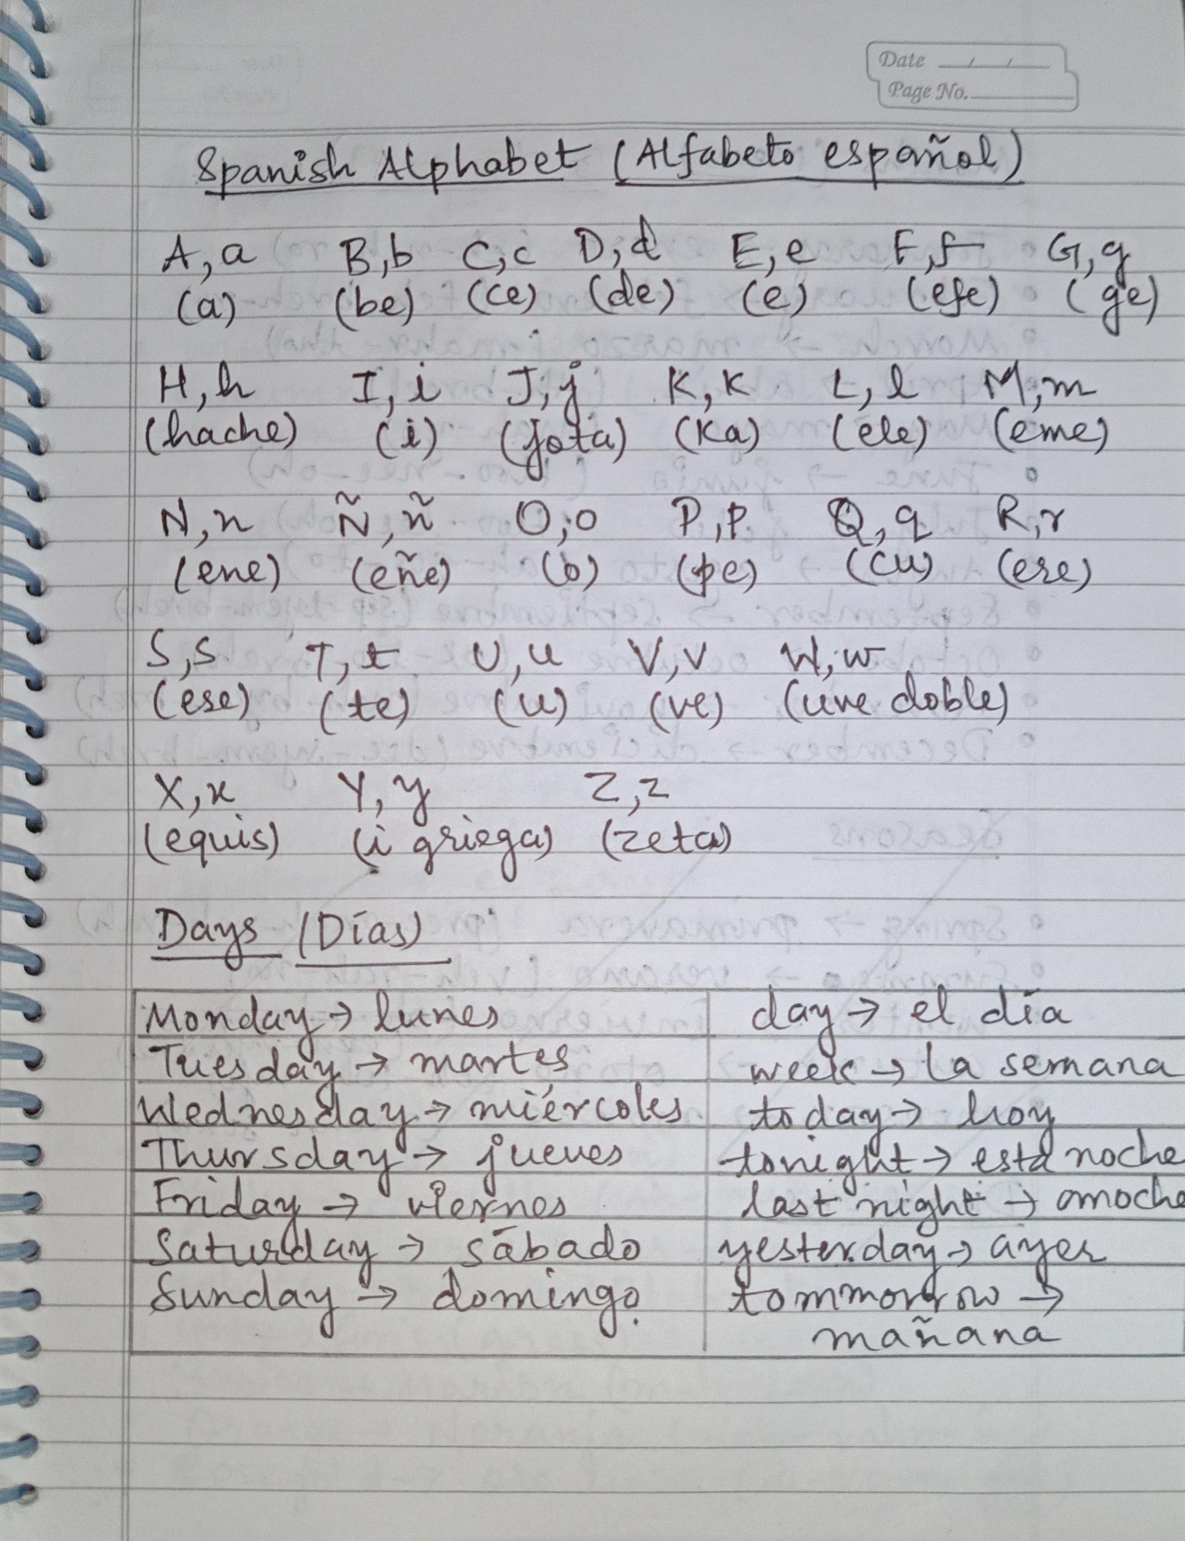 Date / /
Page No.
Spanish Alphabet (Alfabeto español)
A,a B,b C,c D,d E,e F,f G,g
(a) (be) (ce) (de) (e) (efe) (ge)
H,h I,i J,j K,k L,l M,m
(hache) (i) (jota) (ka) (ele) (eme)
N,n Ñ,ñ O,o P,p Q,q R,r
(ene) (eñe) (o) (pe) (cu) (ere)
S,s T,t U,u V,v W,w
(ese) (te) (u) (ve) (uve doble)
X,x Y,y Z,z
(equis) (i griega) (zeta)
Days (Días)
Monday → lunes day → el día
Tuesday → martes week → la semana
Wednesday → miércoles today → hoy
Thursday → jueves tonight → esta noche
Friday → viernes last night → anoche
Saturday → sábado yesterday → ayer
Sunday → domingo. tommorrow →
mañana